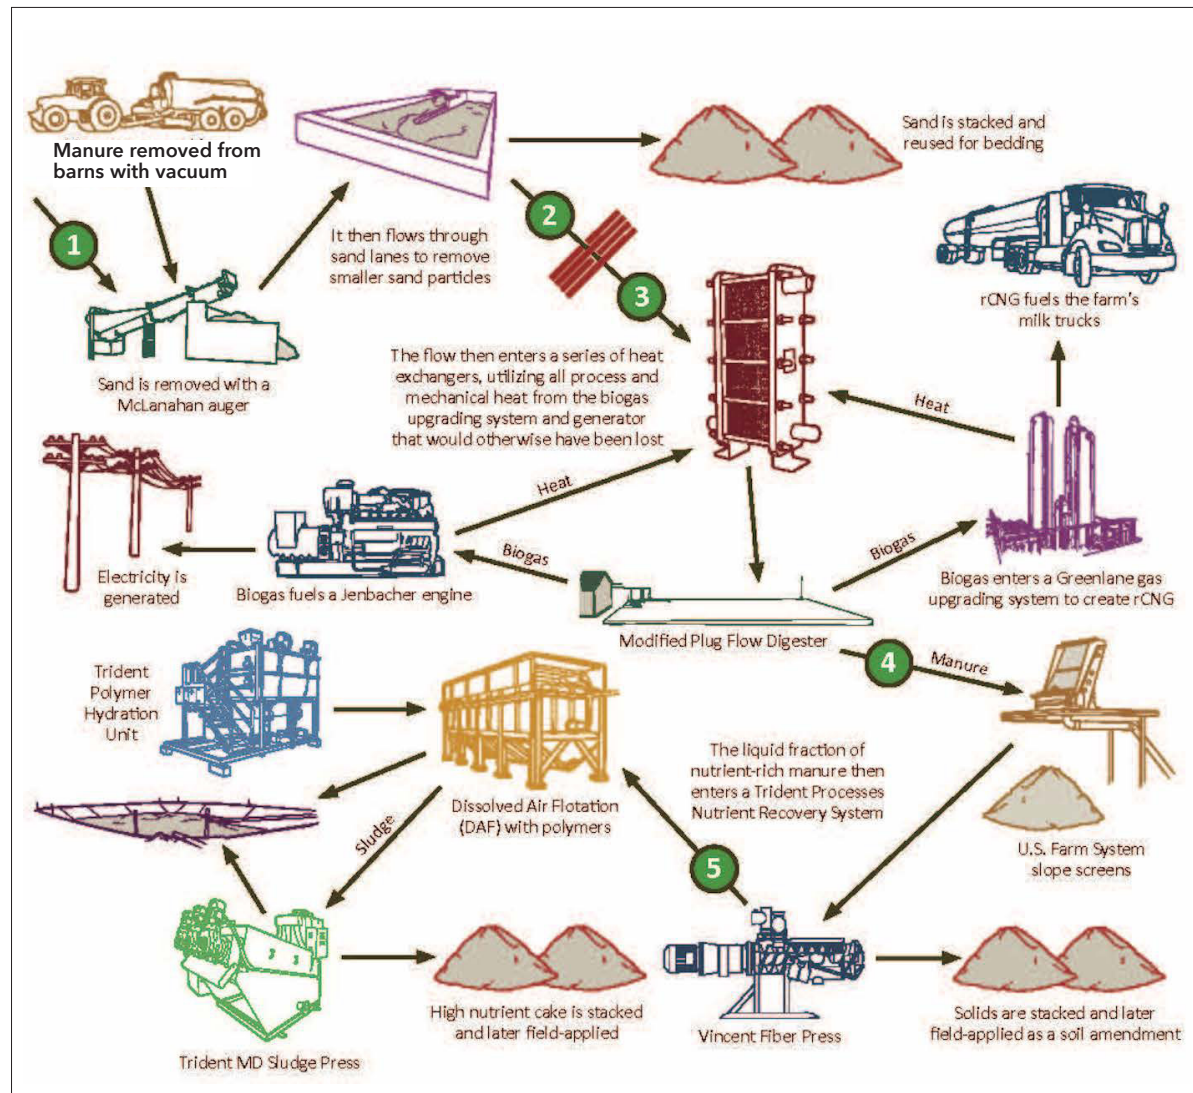 Manure removed from
barns with vacuum
1
Sand is removed with a
McLanahan auger
It then flows through
sand lanes to remove
smaller sand particles
Sand is stacked and
reused for bedding
2
3
The flow then enters a series of heat
exchangers, utilizing all process and
mechanical heat from the biogas
upgrading system and generator
that would otherwise have been lost
rCNG fuels the farm's
milk trucks
Heat
Heat
Biogas
Biogas
Electricity is
generated
Biogas fuels a Jenbacher engine
Modified Plug Flow Digester
Biogas enters a Greenlane gas
upgrading system to create rCNG
4
Manure
Trident
Polymer
Hydration
Unit
Dissolved Air Flotation
(DAF) with polymers
The liquid fraction of
nutrient-rich manure then
enters a Trident Processes
Nutrient Recovery System
U.S. Farm System
slope screens
Sludge
5
Trident MD Sludge Press
High nutrient cake is stacked
and later field-applied
Vincent Fiber Press
Solids are stacked and later
field-applied as a soil amendment